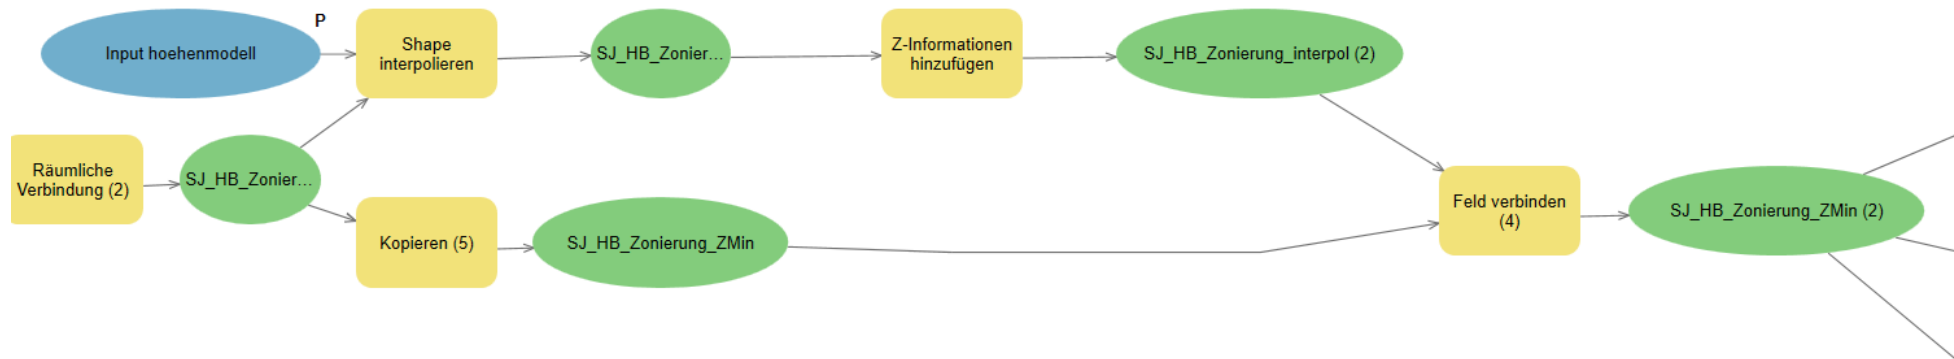 P
Input hoehenmodell
Shape
interpolieren
SJ_HB_Zonier...
Z-Informationen
hinzufügen
SJ_HB_Zonierung_interpol (2)
Räumliche
Verbindung (2)
SJ_HB_Zonier...
Kopieren (5)
SJ_HB_Zonierung_ZMin
Feld verbinden
(4)
SJ_HB_Zonierung_ZMin (2)